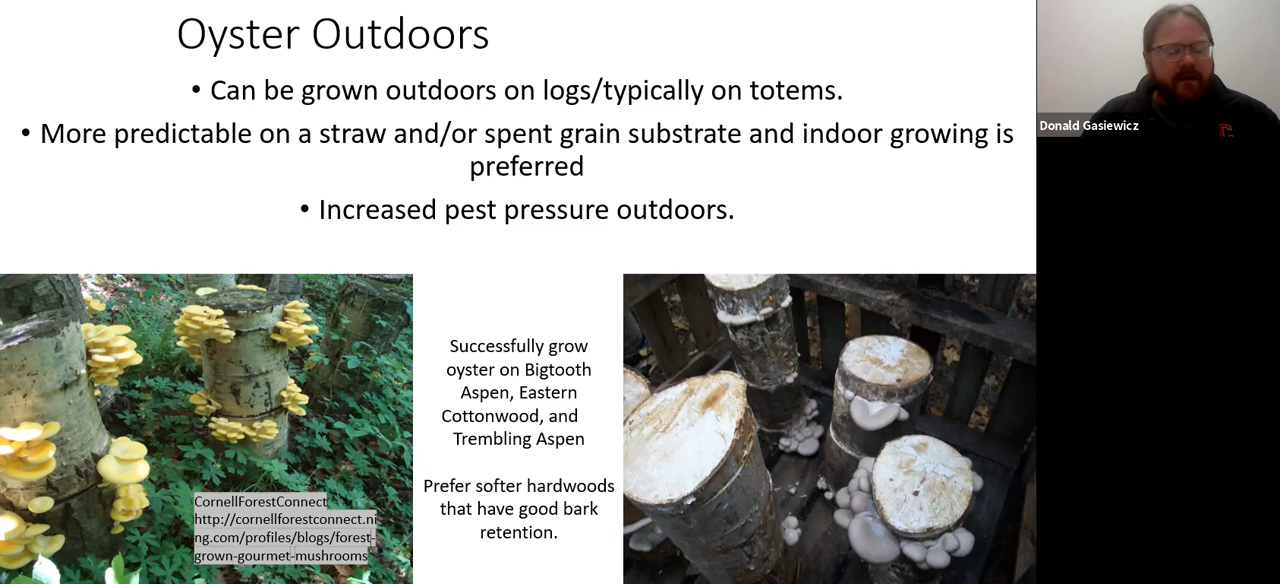 Oyster Outdoors
• Can be grown outdoors on logs/typically on totems.
• More predictable on a straw and/or spent grain substrate and indoor growing is
preferred
• Increased pest pressure outdoors.
Donald Gasiewicz
C
Successfully grow
oyster on Bigtooth
Aspen, Eastern
Cottonwood, and
Trembling Aspen
Prefer softer hardwoods
that have good bark
retention.
CornellForestConnect
http://cornellforestconnect.ni
ng.com/profiles/blogs/forest-
grown-gourmet-mushrooms